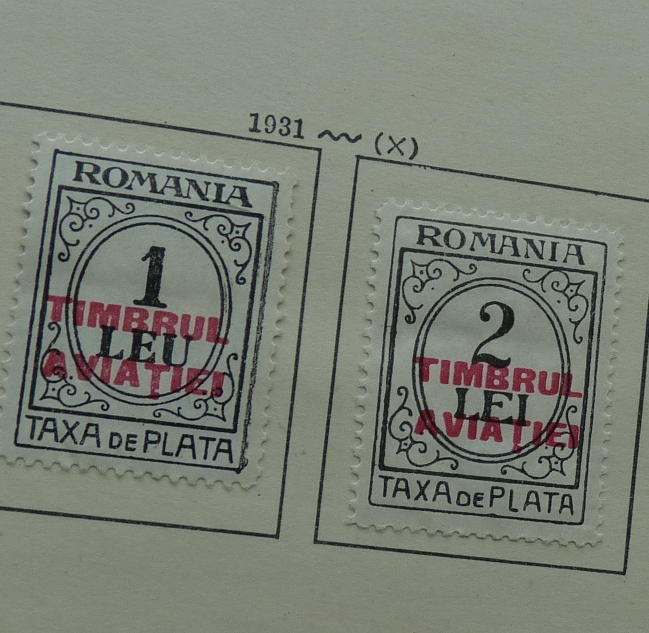 1931 ~~ (X)
ROMANIA
1
TIMBRUL
LEU
AVIAȚIEI
TAXA DE PLATA
ROMANIA
2
TIMBRUL
LEI
AVIAȚIEI
TAXA DE PLATA